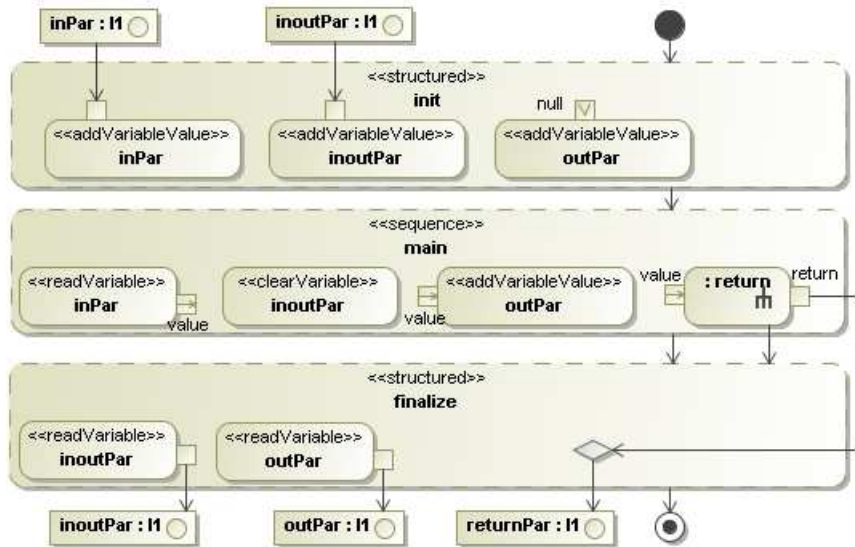 inPar : I1
inoutPar : I1
<<structured>>
init
null
<<addVariableValue>>
inPar
<<addVariableValue>>
inoutPar
<<addVariableValue>>
outPar
<<sequence>>
main
<<readVariable>>
inPar
value
<<clearVariable>>
inoutPar
value
<<addVariableValue>>
outPar
value
: return
return
<<structured>>
finalize
<<readVariable>>
inoutPar
<<readVariable>>
outPar
inoutPar : I1
outPar : I1
returnPar : I1